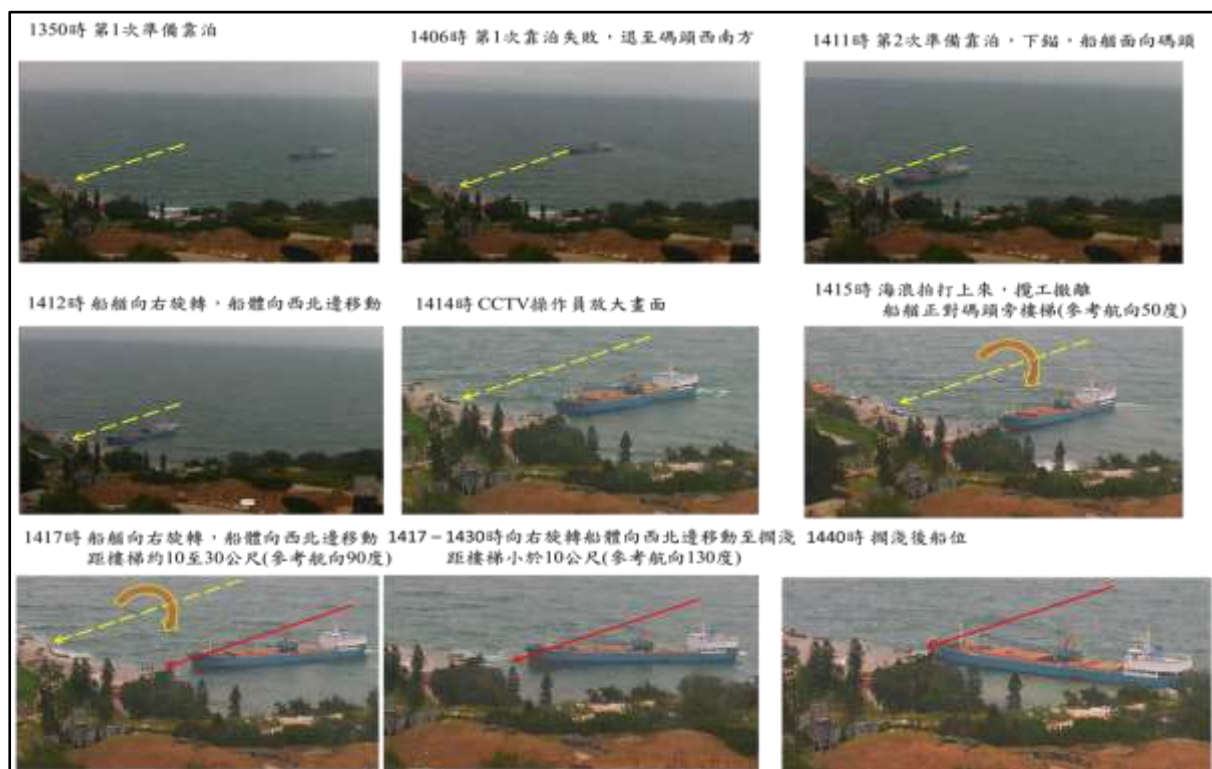 1350時 第1次準備靠泊
1406時 第1次靠泊失敗，退至碼頭西南方
1411時 第2次準備靠泊，下錨，船艏面向碼頭
1412時 船艏向右旋轉，船體向西北邊移動
1414時 CCTV操作員放大畫面
1415時 海浪拍打上來，纜工撤離
船艏正對碼頭旁樓梯(參考航向50度)
1417時 船艏向右旋轉，船體向西北邊移動
距樓梯約10至30公尺(參考航向90度)
1417－1430時向右旋轉船體向西北邊移動至擱淺
距樓梯小於10公尺(參考航向130度)
1440時 擱淺後船位